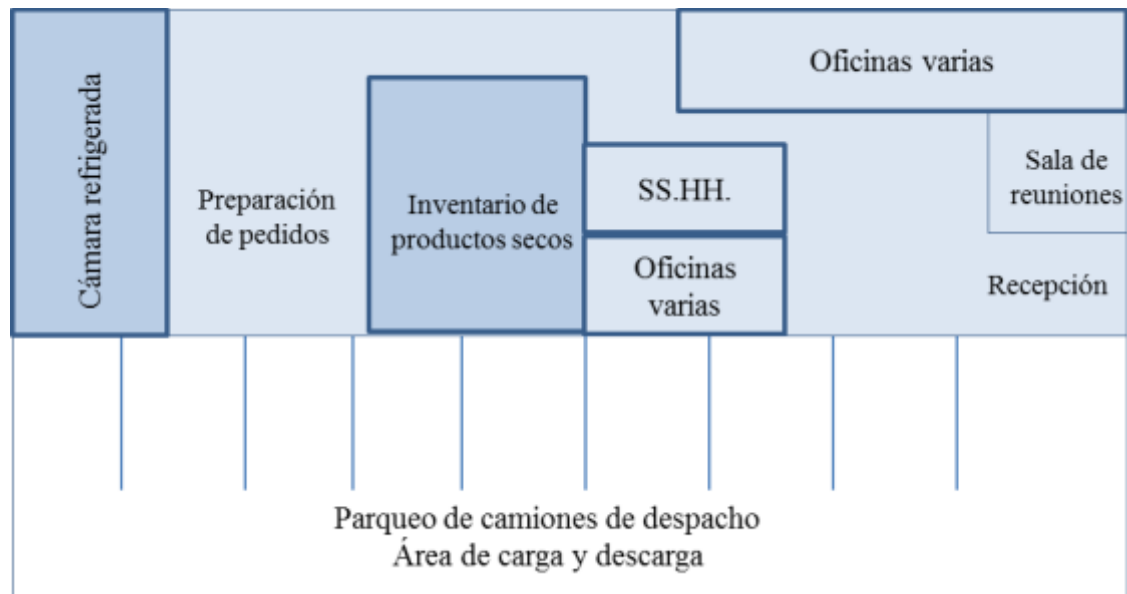 Cámara refrigerada
Preparación
de pedidos
Inventario de
productos secos
SS.HH.
Oficinas
varias
Oficinas varias
Sala de
reuniones
Recepción
Parqueo de camiones de despacho
Área de carga y descarga